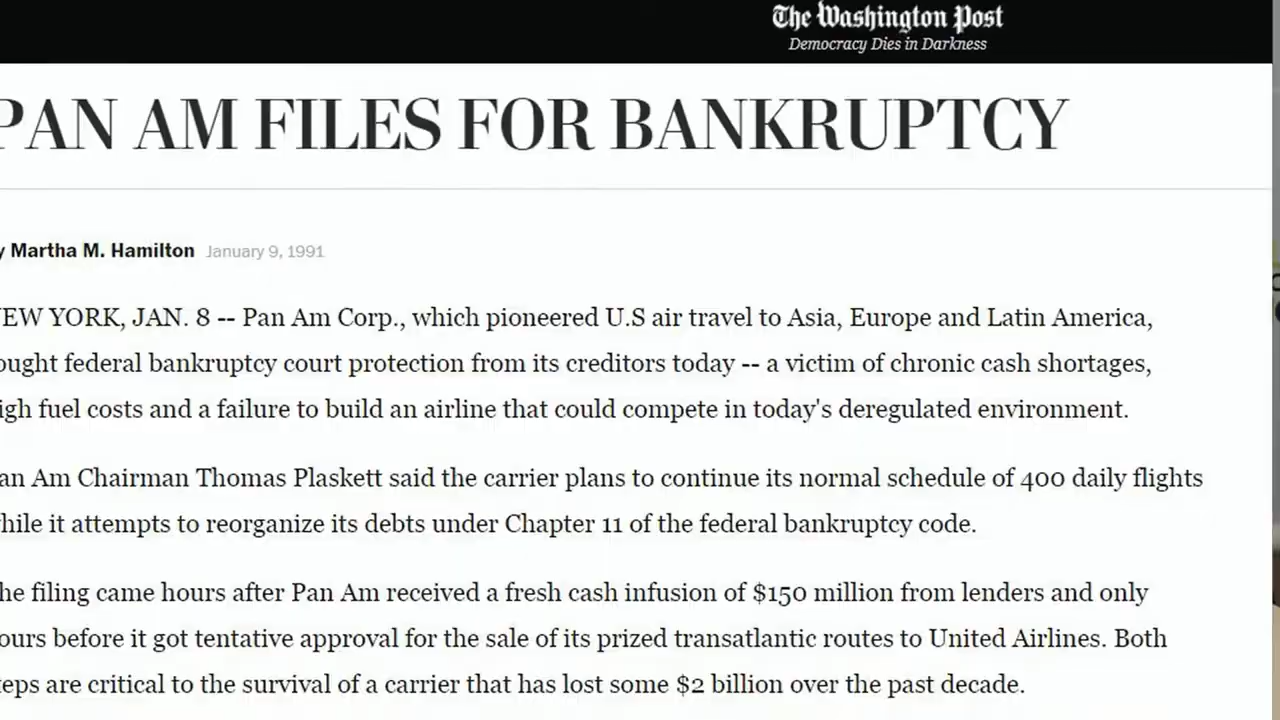 The Washington Post
Democracy Dies in Darkness
PAN AM FILES FOR BANKRUPTCY
y Martha M. Hamilton January 9, 1991
EW YORK, JAN. 8 -- Pan Am Corp., which pioneered U.S air travel to Asia, Europe and Latin America,
ought federal bankruptcy court protection from its creditors today -- a victim of chronic cash shortages,
igh fuel costs and a failure to build an airline that could compete in today's deregulated environment.
an Am Chairman Thomas Plaskett said the carrier plans to continue its normal schedule of 400 daily flights
hile it attempts to reorganize its debts under Chapter 11 of the federal bankruptcy code.
he filing came hours after Pan Am received a fresh cash infusion of $150 million from lenders and only
ours before it got tentative approval for the sale of its prized transatlantic routes to United Airlines. Both
teps are critical to the survival of a carrier that has lost some $2 billion over the past decade.